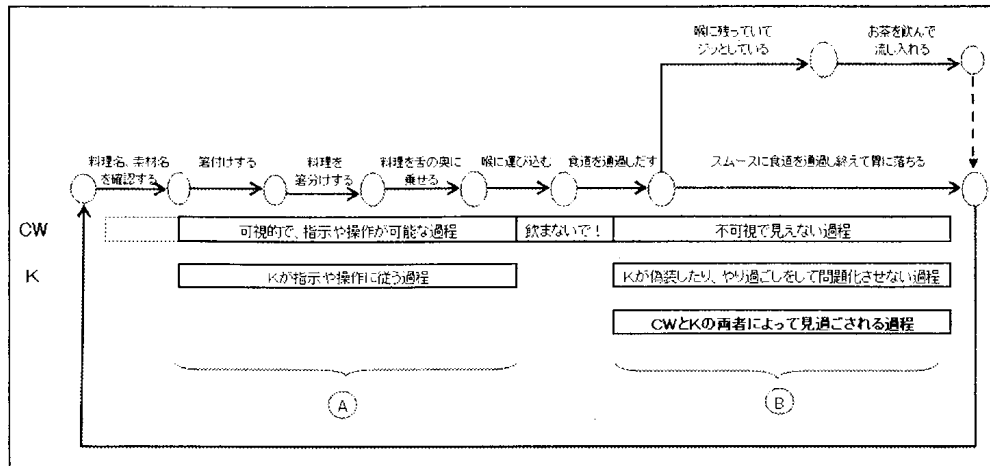 喉に残っていて
ジッとしている
お茶を飲んで
流し入れる
料理名、素材名
を確認する
箸付けする
料理を
箸分けする
料理を舌の奥に
乗せる
喉に運び込む
食道を通過しだす
スムースに食道を通過し終えて胃に落ちる
CW
可視的で、指示や操作が可能な過程
飲まないで！
不可視で見えない過程
K
Kが指示や操作に従う過程
Kが偽装したり、やり過ごしをして問題化させない過程
CWとKの両者によって見過ごされる過程
A
B